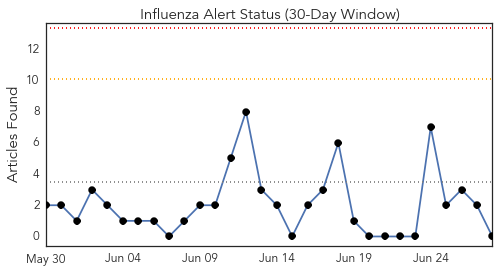 Influenza Alert Status (30-Day Window)
Articles Found
12
10
8
6
4
2
0
May 30
Jun 04
Jun 09
Jun 14
Jun 19
Jun 24